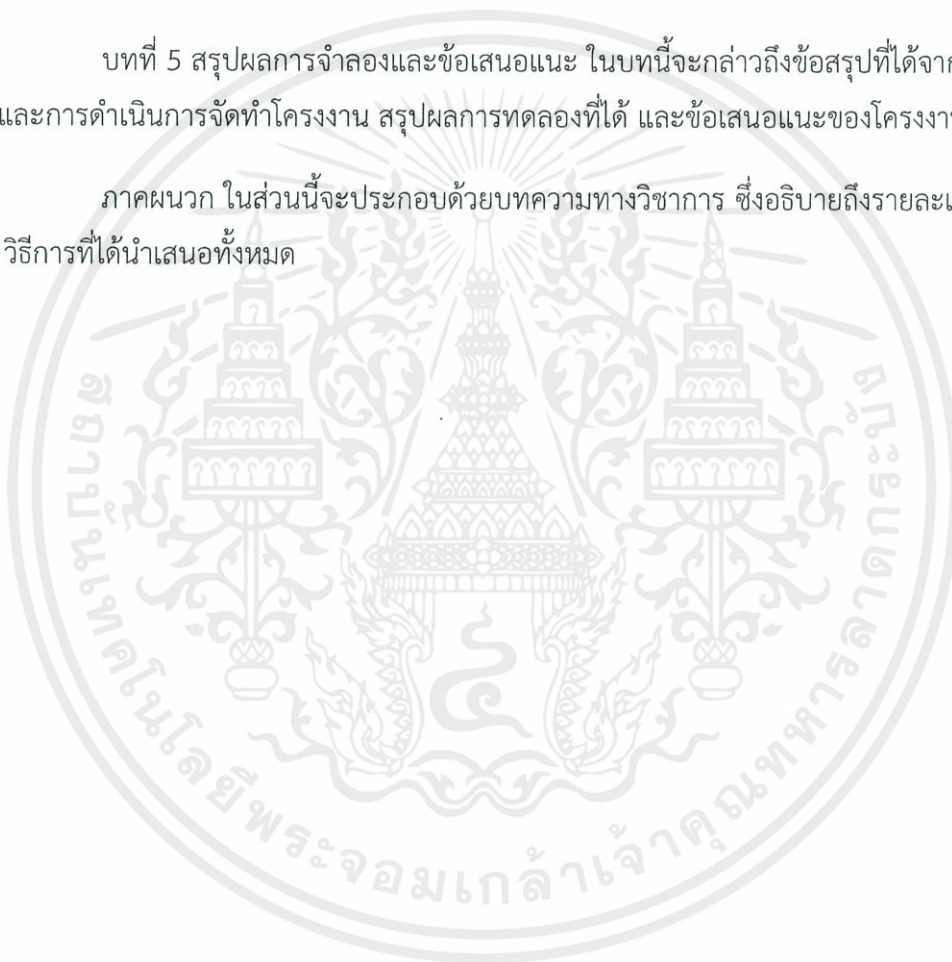 บทที่ 5 สรุปผลการจำลองและข้อเสนอแนะ ในบทนี้จะกล่าวถึงข้อสรุปที่ได้จาก
และการดำเนินการจัดทำโครงงาน สรุปผลการทดลองที่ได้ และข้อเสนอแนะของโครงงาน
ภาคผนวก ในส่วนนี้จะประกอบด้วยบทความทางวิชาการ ซึ่งอธิบายถึงรายละเ
วิธีการที่ได้นำเสนอทั้งหมด
สถาบันเทคโนโลยีพระจอมเกล้าเจ้าคุณทหารลาดกระบัง